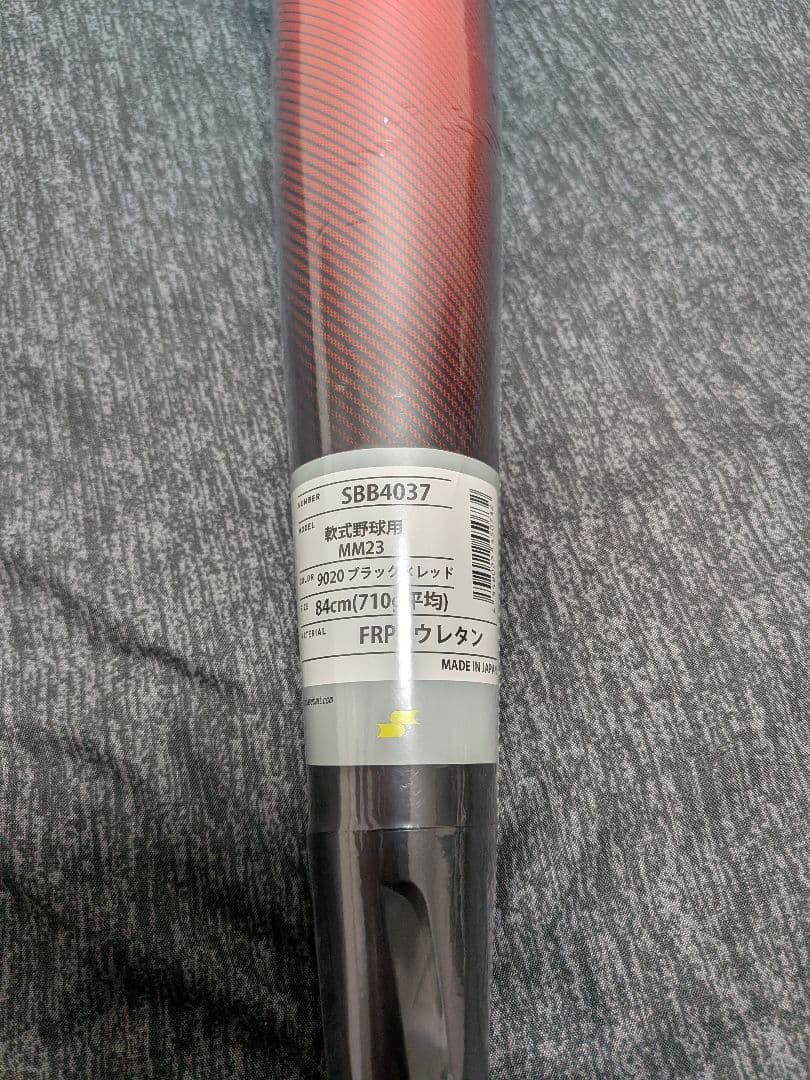 NUMBER SBB4037
MODEL 軟式野球用
MM23
COLOR 9020 ブラック×レッド
84cm(710g平均)
MATERIAL FRP ウレタン
MADE IN JAPAN